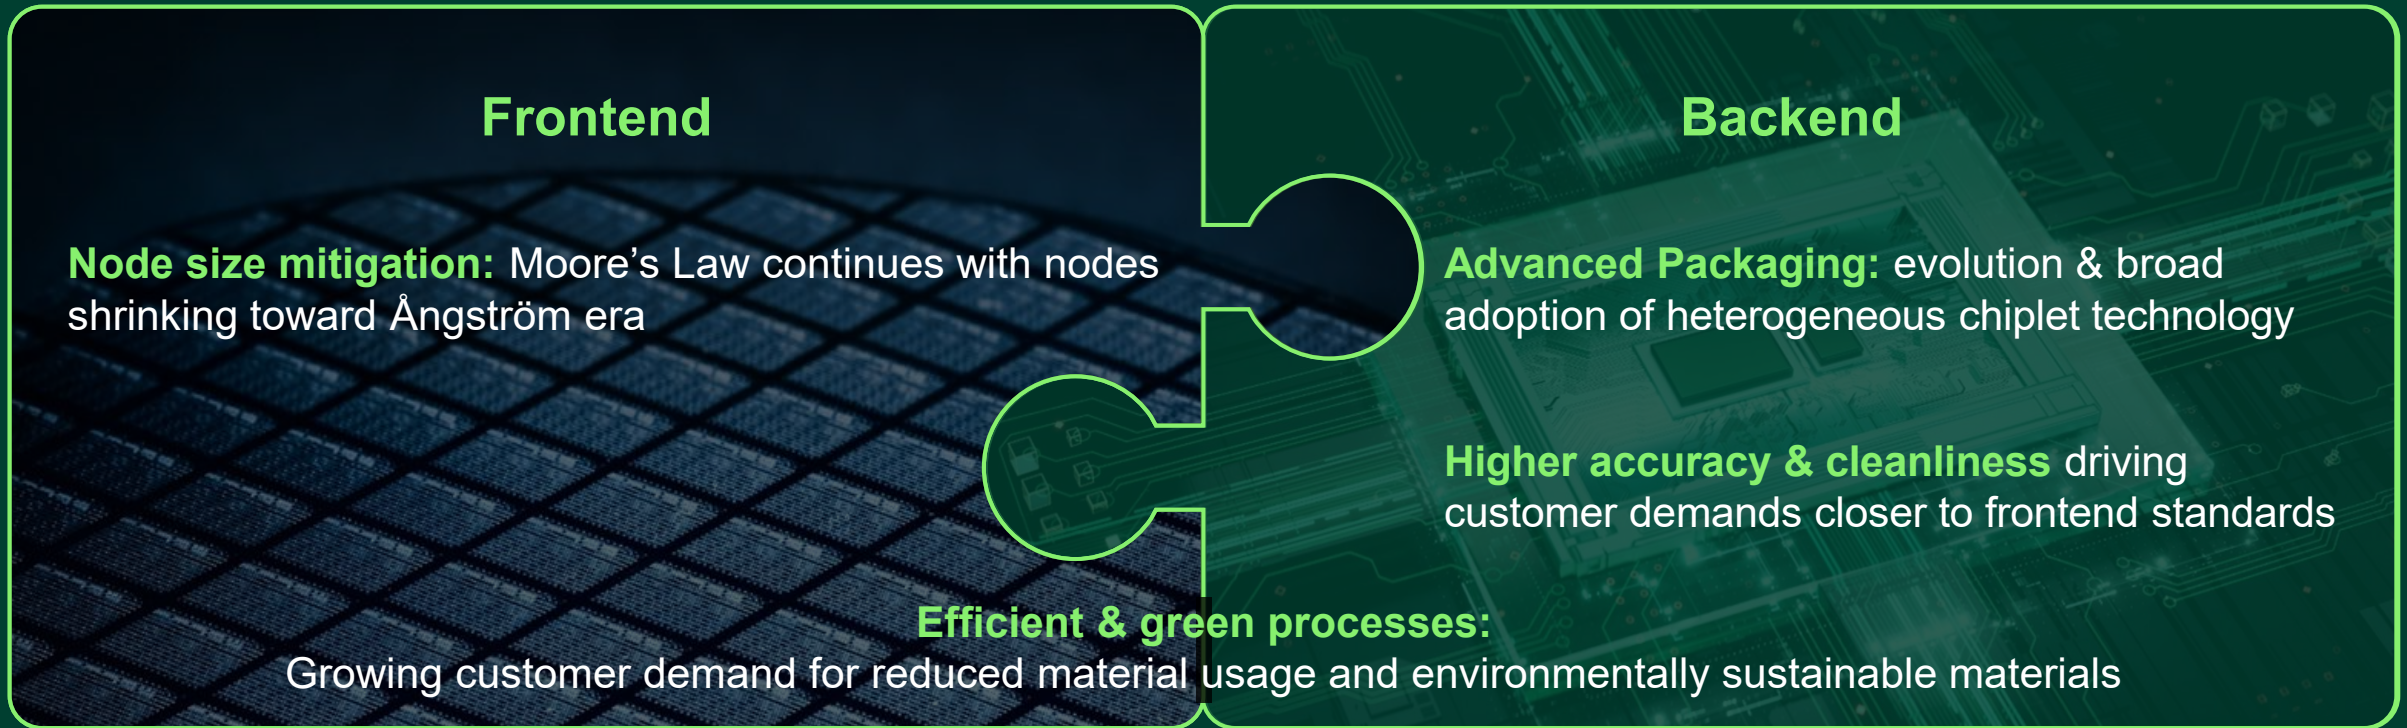 Frontend
Node size mitigation: Moore’s Law continues with nodes
shrinking toward Ångström era
Backend
Advanced Packaging: evolution & broad
adoption of heterogeneous chiplet technology
Higher accuracy & cleanliness driving
customer demands closer to frontend standards
Efficient & green processes:
Growing customer demand for reduced material usage and environmentally sustainable materials